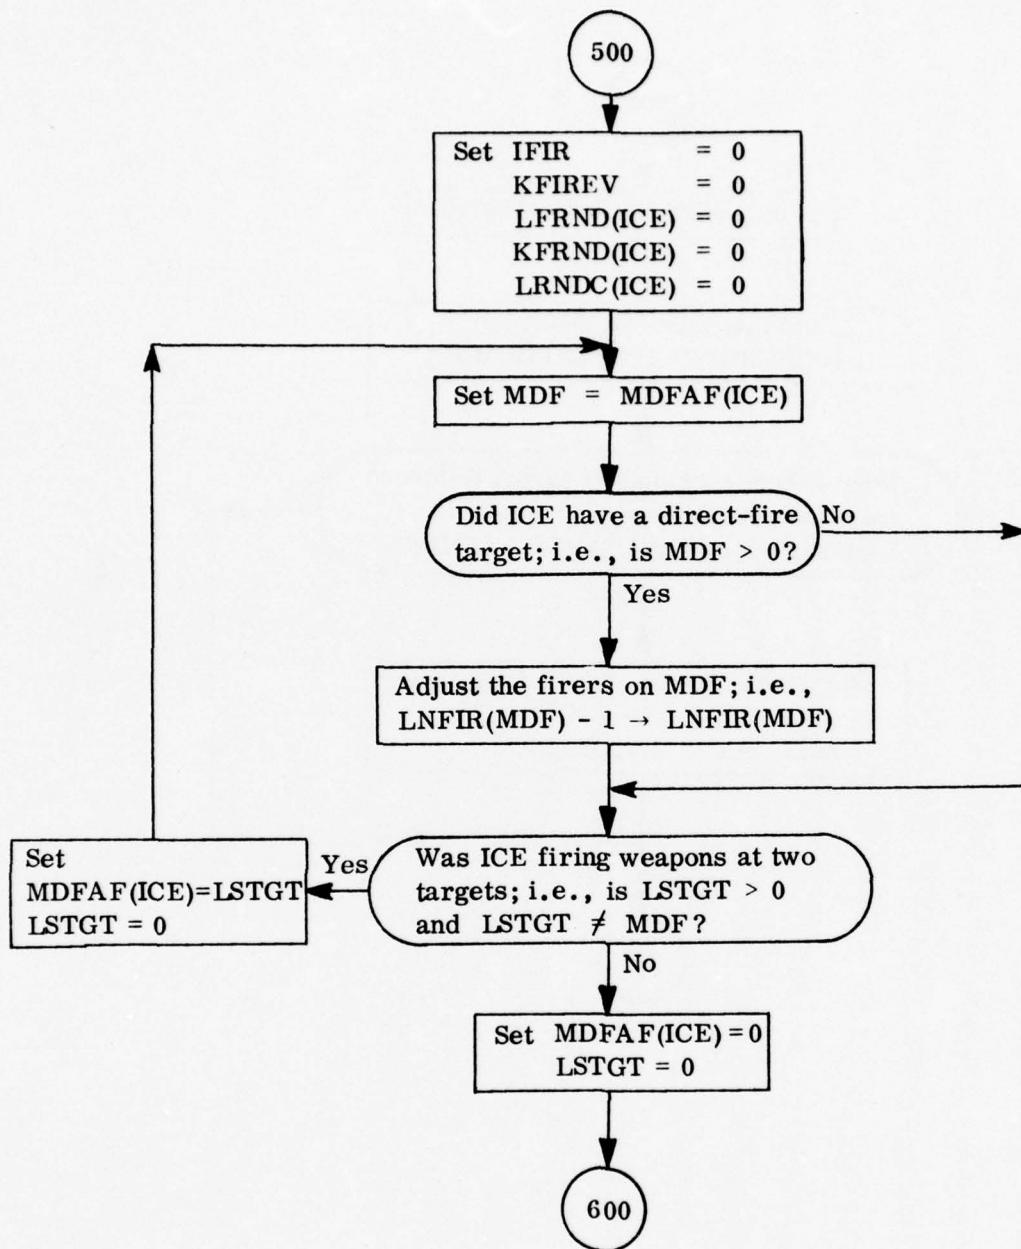 500
Set IFIR = 0
KFIREV = 0
LFRND(ICE) = 0
KFRND(ICE) = 0
LRNDC(ICE) = 0
Set MDF = MDFAF(ICE)
Did ICE have a direct-fire
target; i.e., is MDF > 0?
No
Yes
Adjust the firers on MDF; i.e.,
LNFIR(MDF) - 1 → LNFIR(MDF)
Was ICE firing weapons at two
targets; i.e., is LSTGT > 0
and LSTGT ≠ MDF?
Yes
Set
MDFAF(ICE)=LSTGT
LSTGT = 0
No
Set MDFAF(ICE)=0
LSTGT = 0
600